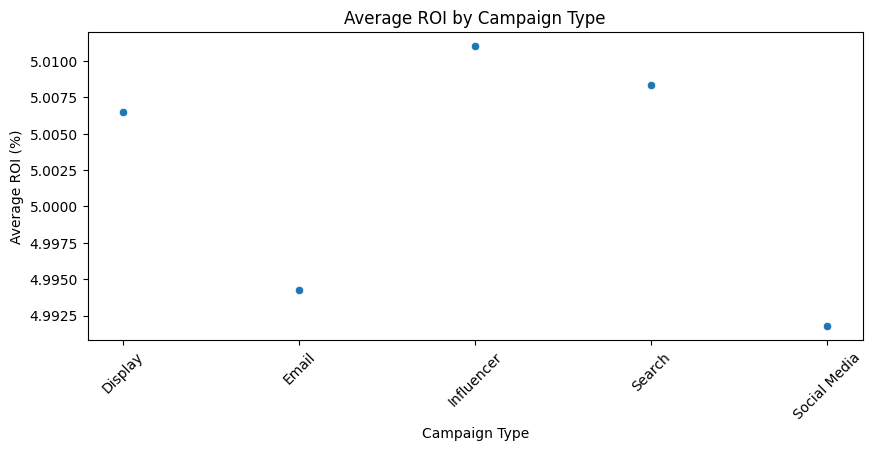 Average ROI by Campaign Type
Average ROI (%)
5.0100
5.0075
5.0050
5.0025
5.0000
4.9975
4.9950
4.9925
Display
Email
Influencer
Search
Social Media
Campaign Type